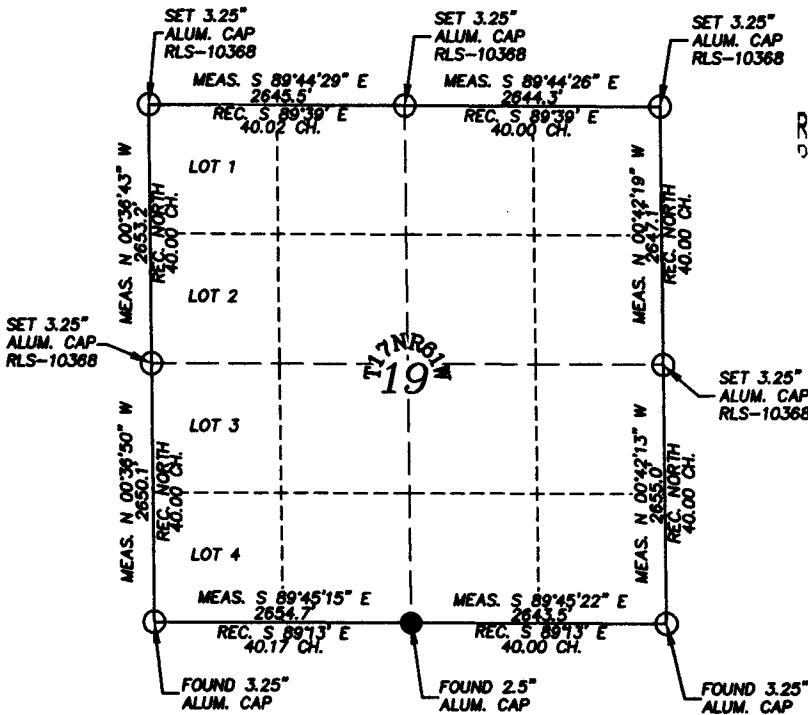 SET 3.25"
ALUM. CAP
RLS-10368
SET 3.25"
ALUM. CAP
RLS-10368
SET 3.25"
ALUM. CAP
RLS-10368
MEAS. S 89°44'29" E
2645.5'
REC. S 89°39' E
40.02 CH.
MEAS. S 89°44'26" E
2644.3'
REC. S 89°39' E
40.00 CH.
MEAS. N 00°36'43" W
2653.2'
REC. NORTH
40.00 CH.
LOT 1
LOT 2
MEAS. N 00°42'19" W
2647.1'
REC. NORTH
40.00 CH.
SET 3.25"
ALUM. CAP
RLS-10368
T17NR61W
19
SET 3.25"
ALUM. CAP
RLS-10368
MEAS. N 00°36'50" W
2650.1'
REC. NORTH
40.00 CH.
LOT 3
LOT 4
MEAS. N 00°42'13" W
2655.0'
REC. NORTH
40.00 CH.
MEAS. S 89°45'15" E
2654.7'
REC. S 89°13' E
40.17 CH.
MEAS. S 89°45'22" E
2643.5'
REC. S 89°13' E
40.00 CH.
FOUND 3.25"
ALUM. CAP
FOUND 2.5"
ALUM. CAP
FOUND 3.25"
ALUM. CAP